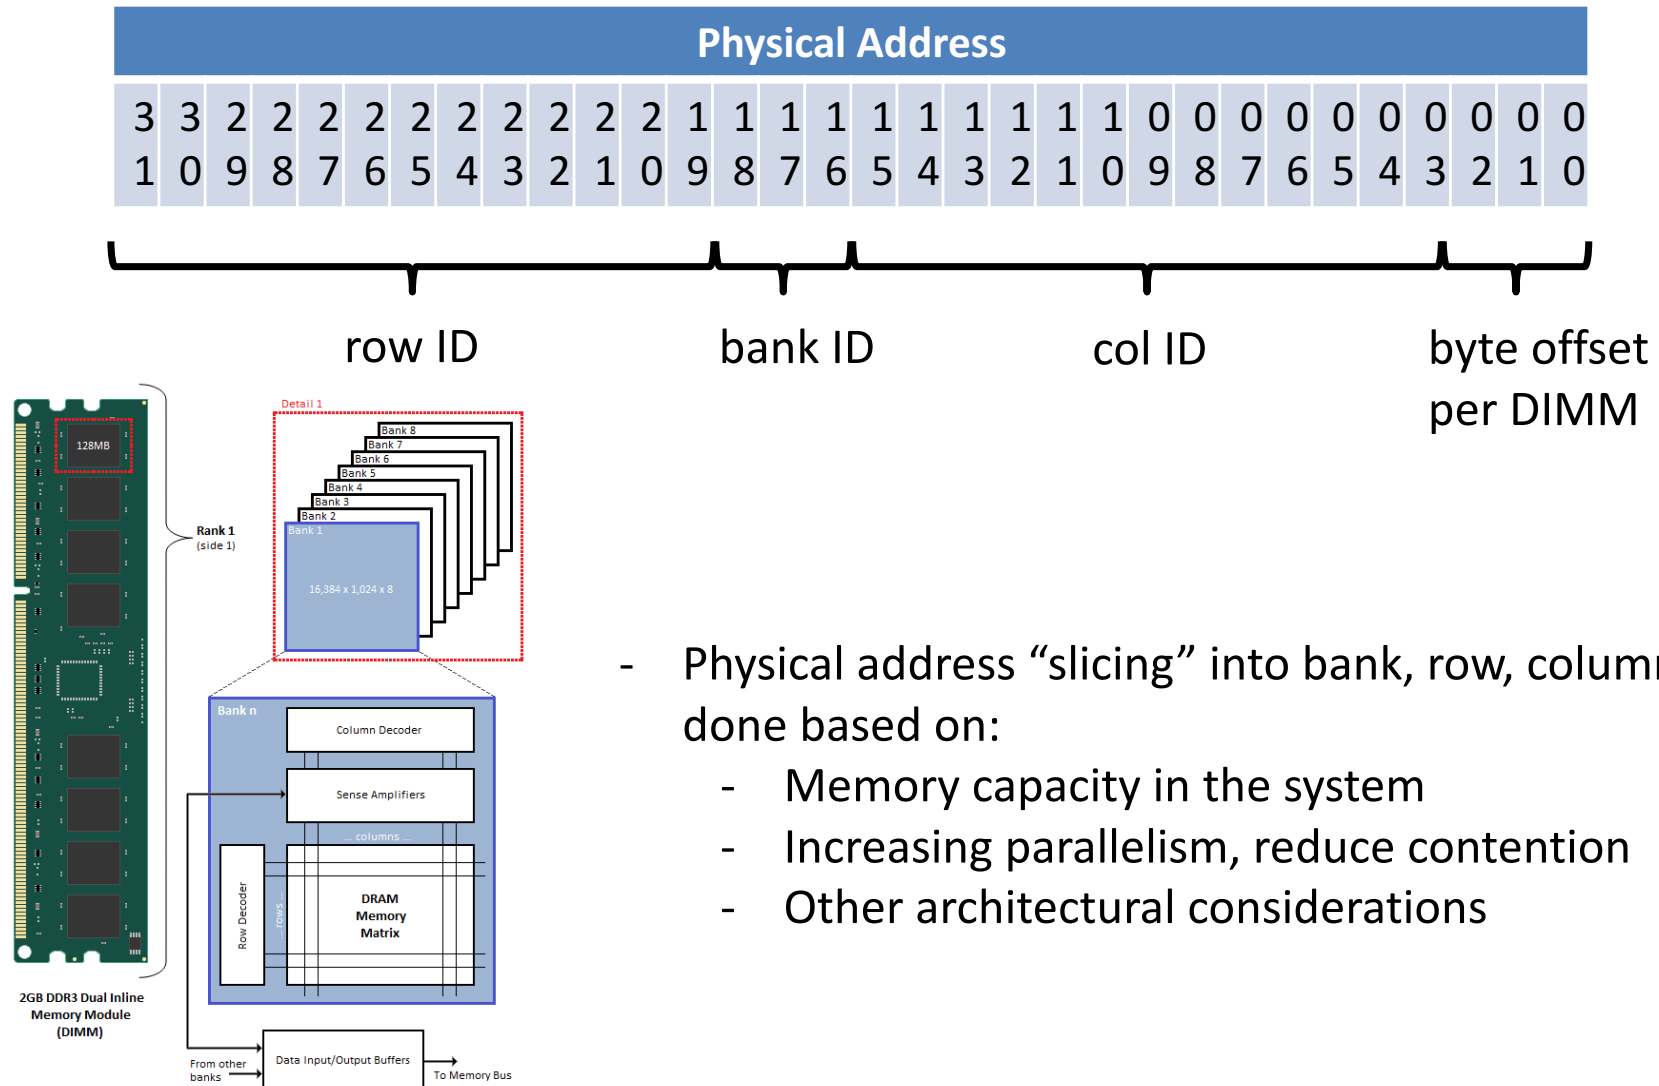 Physical Address
3 3 2 2 2 2 2 2 2 2 2 2 1 1 1 1 1 1 1 1 1 1 0 0 0 0 0 0 0 0 0 0
1 0 9 8 7 6 5 4 3 2 1 0 9 8 7 6 5 4 3 2 1 0 9 8 7 6 5 4 3 2 1 0
row ID
bank ID
col ID
byte offset
per DIMM
128MB
Rank 1
(side 1)
2GB DDR3 Dual Inline
Memory Module
(DIMM)
Detail 1
Bank 8
Bank 7
Bank 6
Bank 5
Bank 4
Bank 3
Bank 2
Bank 1
16,384 x 1,024 x 8
Bank n
Column Decoder
Sense Amplifiers
... columns ...
Row Decoder
... rows ...
DRAM
Memory
Matrix
From other
banks
Data Input/Output Buffers
To Memory Bus
- Physical address “slicing” into bank, row, column
done based on:
- Memory capacity in the system
- Increasing parallelism, reduce contention
- Other architectural considerations